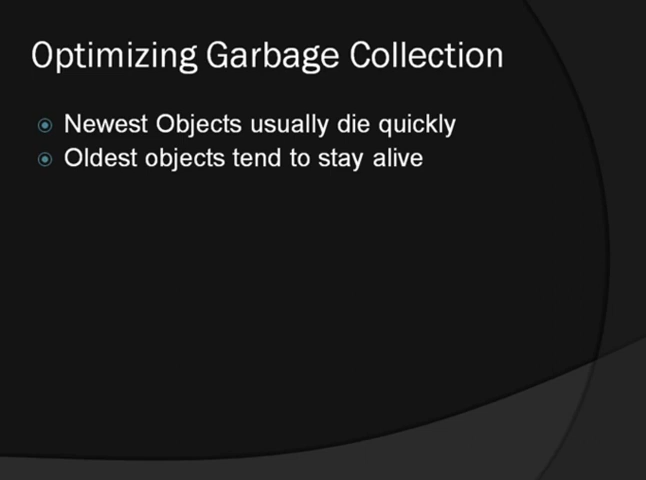 Optimizing Garbage Collection
Newest Objects usually die quickly
Oldest objects tend to stay alive